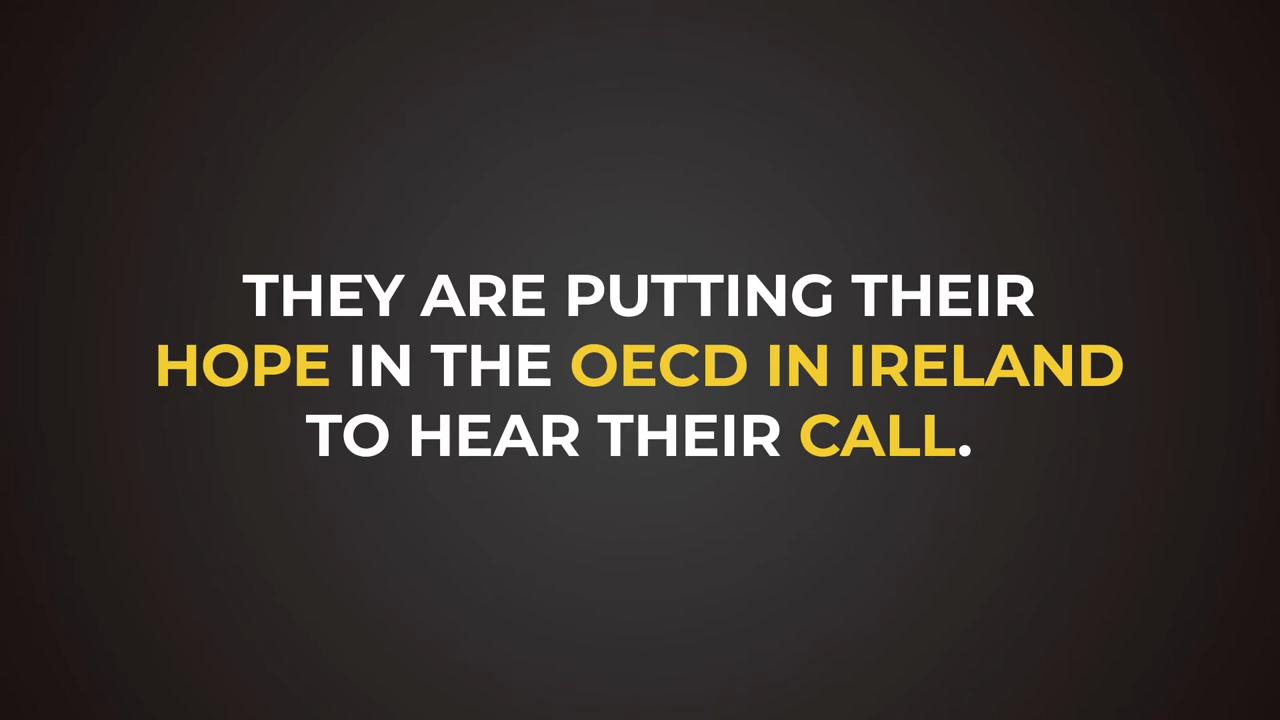 THEY ARE PUTTING THEIR
HOPE IN THE OECD IN IRELAND
TO HEAR THEIR CALL.